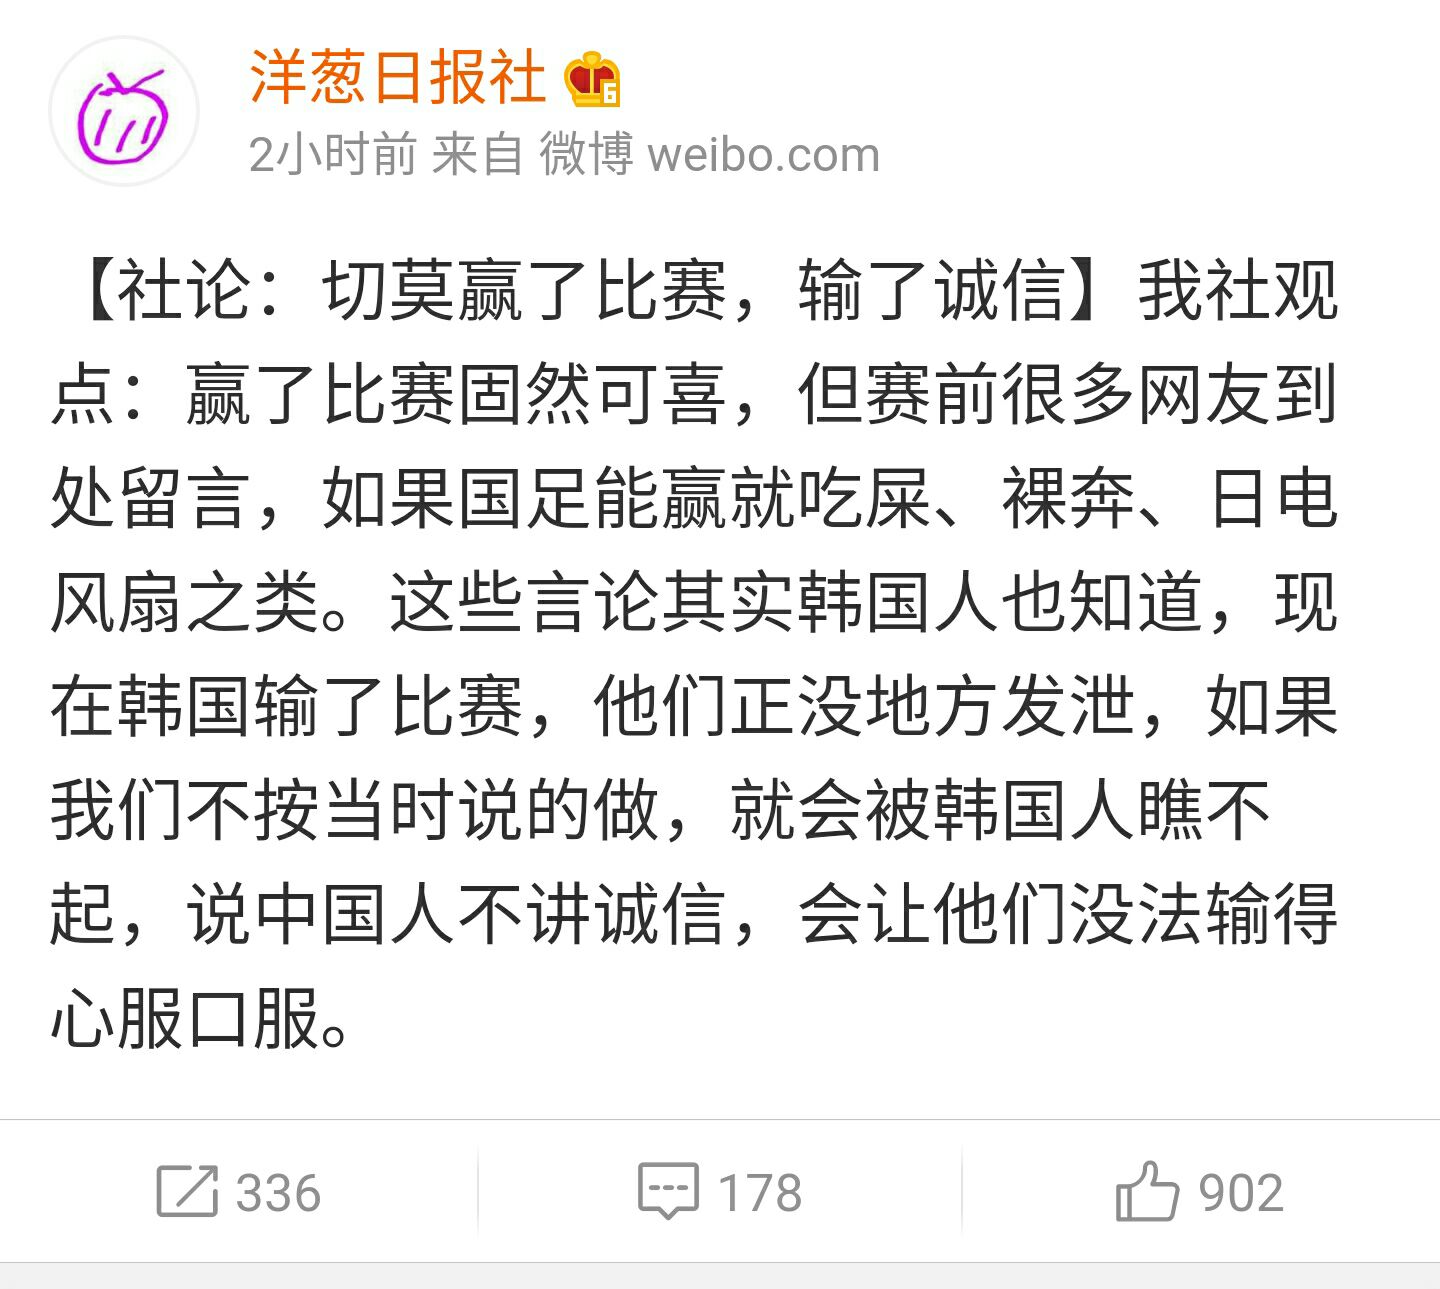 洋葱日报社
6
2小时前 来自 微博 weibo.com
【社论：切莫赢了比赛，输了诚信】我社观
点：赢了比赛固然可喜，但赛前很多网友到
处留言，如果国足能赢就吃屎、裸奔、日电
风扇之类。这些言论其实韩国人也知道，现
在韩国输了比赛，他们正没地方发泄，如果
我们不按当时说的做，就会被韩国人瞧不
起，说中国人不讲诚信，会让他们没法输得
心服口服。
336
178
902